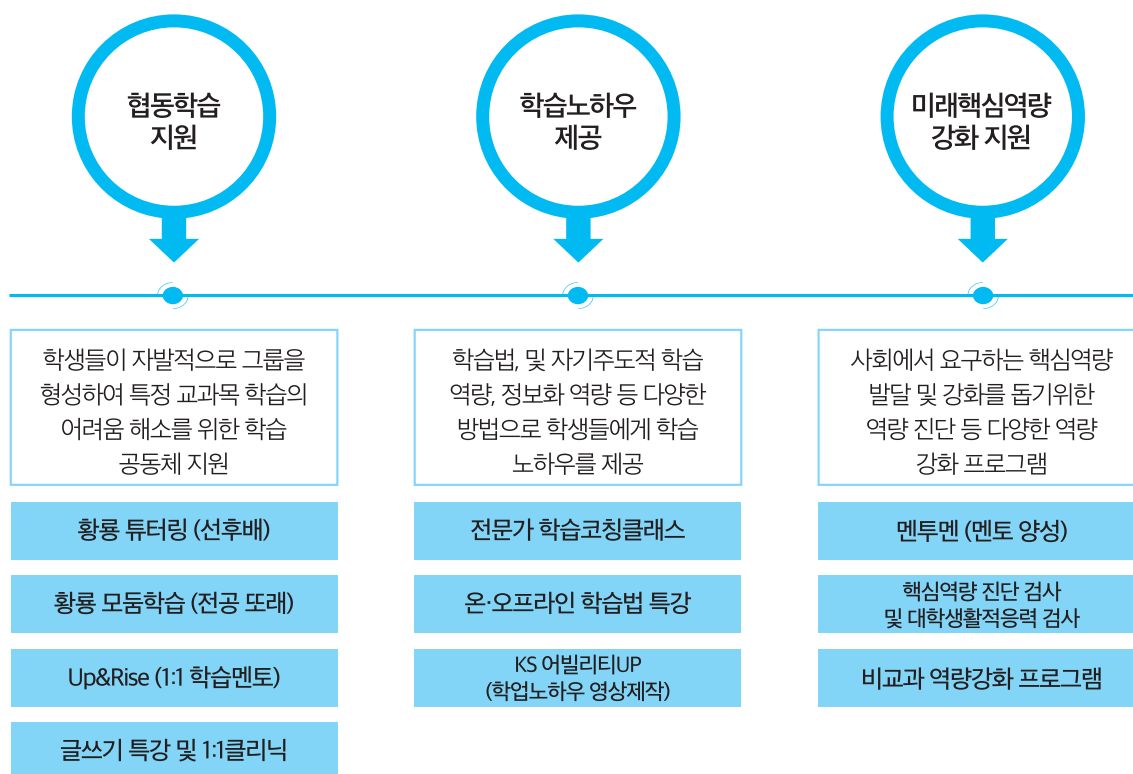 협동학습
지원
학습노하우
제공
미래핵심역량
강화 지원
학생들이 자발적으로 그룹을
형성하여 특정 교과목 학습의
어려움 해소를 위한 학습
공동체 지원
학습법, 및 자기주도적 학습
역량, 정보화 역량 등 다양한
방법으로 학생들에게 학습
노하우를 제공
사회에서 요구하는 핵심역량
발달 및 강화를 돕기위한
역량 진단 등 다양한 역량
강화 프로그램
황룡 튜터링 (선후배)
황룡 모둠학습 (전공 또래)
Up&Rise (1:1 학습멘토)
글쓰기 특강 및 1:1클리닉
전문가 학습코칭클래스
온·오프라인 학습법 특강
KS 어빌리티UP
(학업노하우 영상제작)
멘투멘 (멘토 양성)
핵심역량 진단 검사
및 대학생활적응력 검사
비교과 역량강화 프로그램